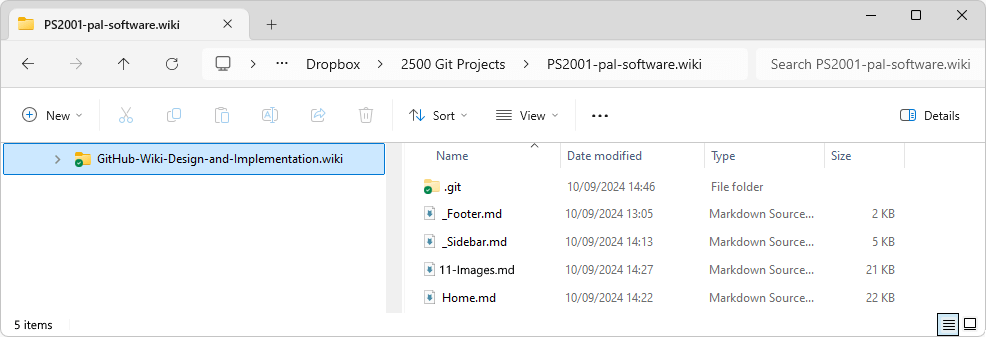 PS2001-pal-software.wiki
Dropbox > 2500 Git Projects > PS2001-pal-software.wiki Search PS2001-pal-software.wiki
New Sort View Details
GitHub-Wiki-Design-and-Implementation.wiki
Name Date modified Type Size
.git 10/09/2024 14:46 File folder
_Footer.md 10/09/2024 13:05 Markdown Source... 2 KB
_Sidebar.md 10/09/2024 14:13 Markdown Source... 5 KB
11-Images.md 10/09/2024 14:27 Markdown Source... 21 KB
Home.md 10/09/2024 14:22 Markdown Source... 22 KB
5 items